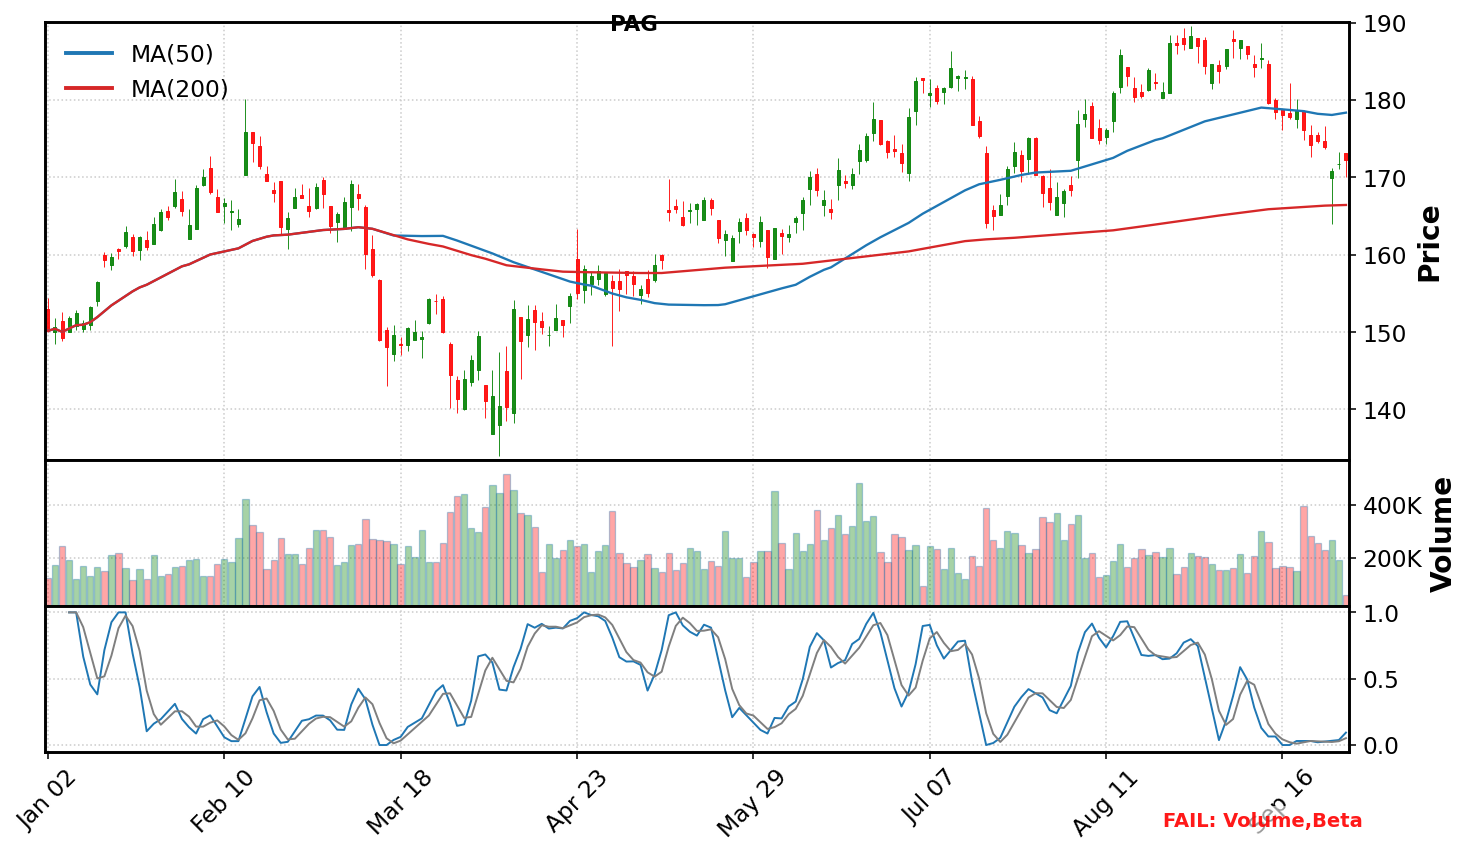 PAG
MA(50)
MA(200)
190
180
170
160
150
140
Price
400K
200K
Volume
1.0
0.5
0.0
Jan 02
Feb 10
Mar 18
Apr 23
May 29
Jul 07
Aug 11
Sep 16
FAIL: Volume,Beta